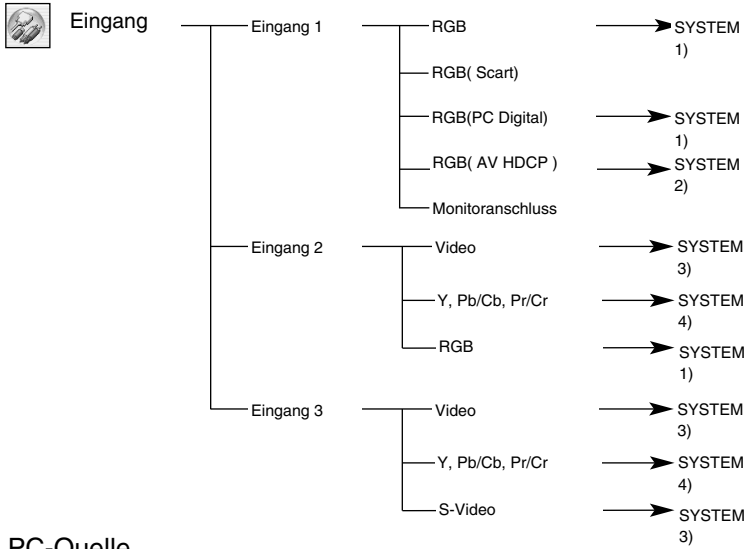 Eingang
Eingang 1
RGB
SYSTEM
1)
RGB( Scart)
RGB(PC Digital)
SYSTEM
1)
RGB( AV HDCP )
SYSTEM
2)
Monitoranschluss
Eingang 2
Video
SYSTEM
3)
Y, Pb/Cb, Pr/Cr
SYSTEM
4)
RGB
SYSTEM
1)
Eingang 3
Video
SYSTEM
3)
Y, Pb/Cb, Pr/Cr
SYSTEM
4)
S-Video
SYSTEM
3)
PC-Quelle